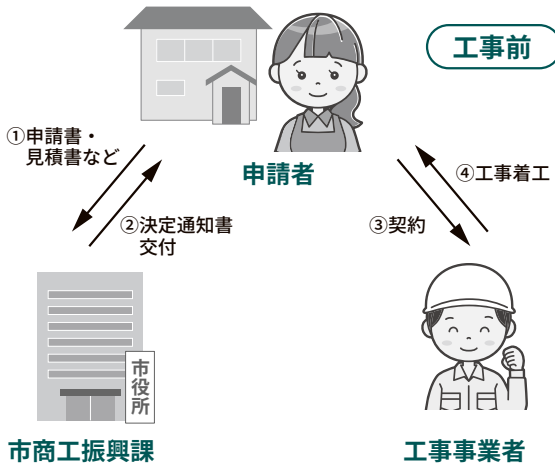 工事前
①申請書・
見積書など
申請者
④工事着工
②決定通知書
交付
③契約
市役所
市商工振興課
工事事業者